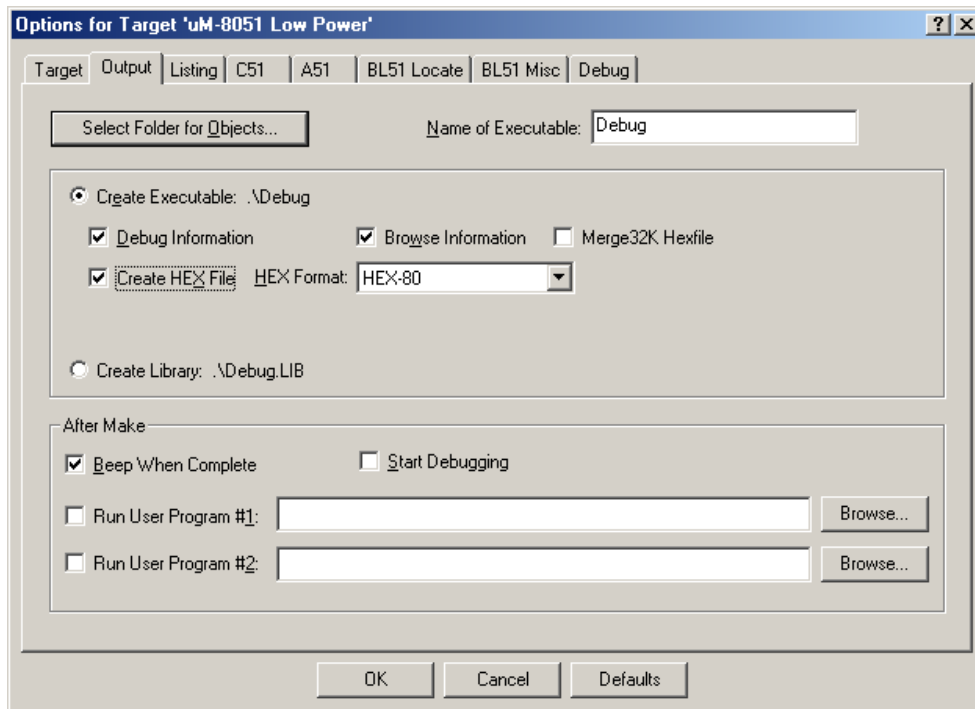 Options for Target 'uM-8051 Low Power'
Target Output Listing C51 A51 BL51 Locate BL51 Misc Debug
Select Folder for Objects... Name of Executable: Debug
Create Executable: .\Debug
Debug Information Browse Information Merge32K Hexfile
Create HEX File HEX Format: HEX-80
Create Library: .\Debug.LIB
After Make
Beep When Complete Start Debugging
Run User Program #1: Browse...
Run User Program #2: Browse...
OK Cancel Defaults